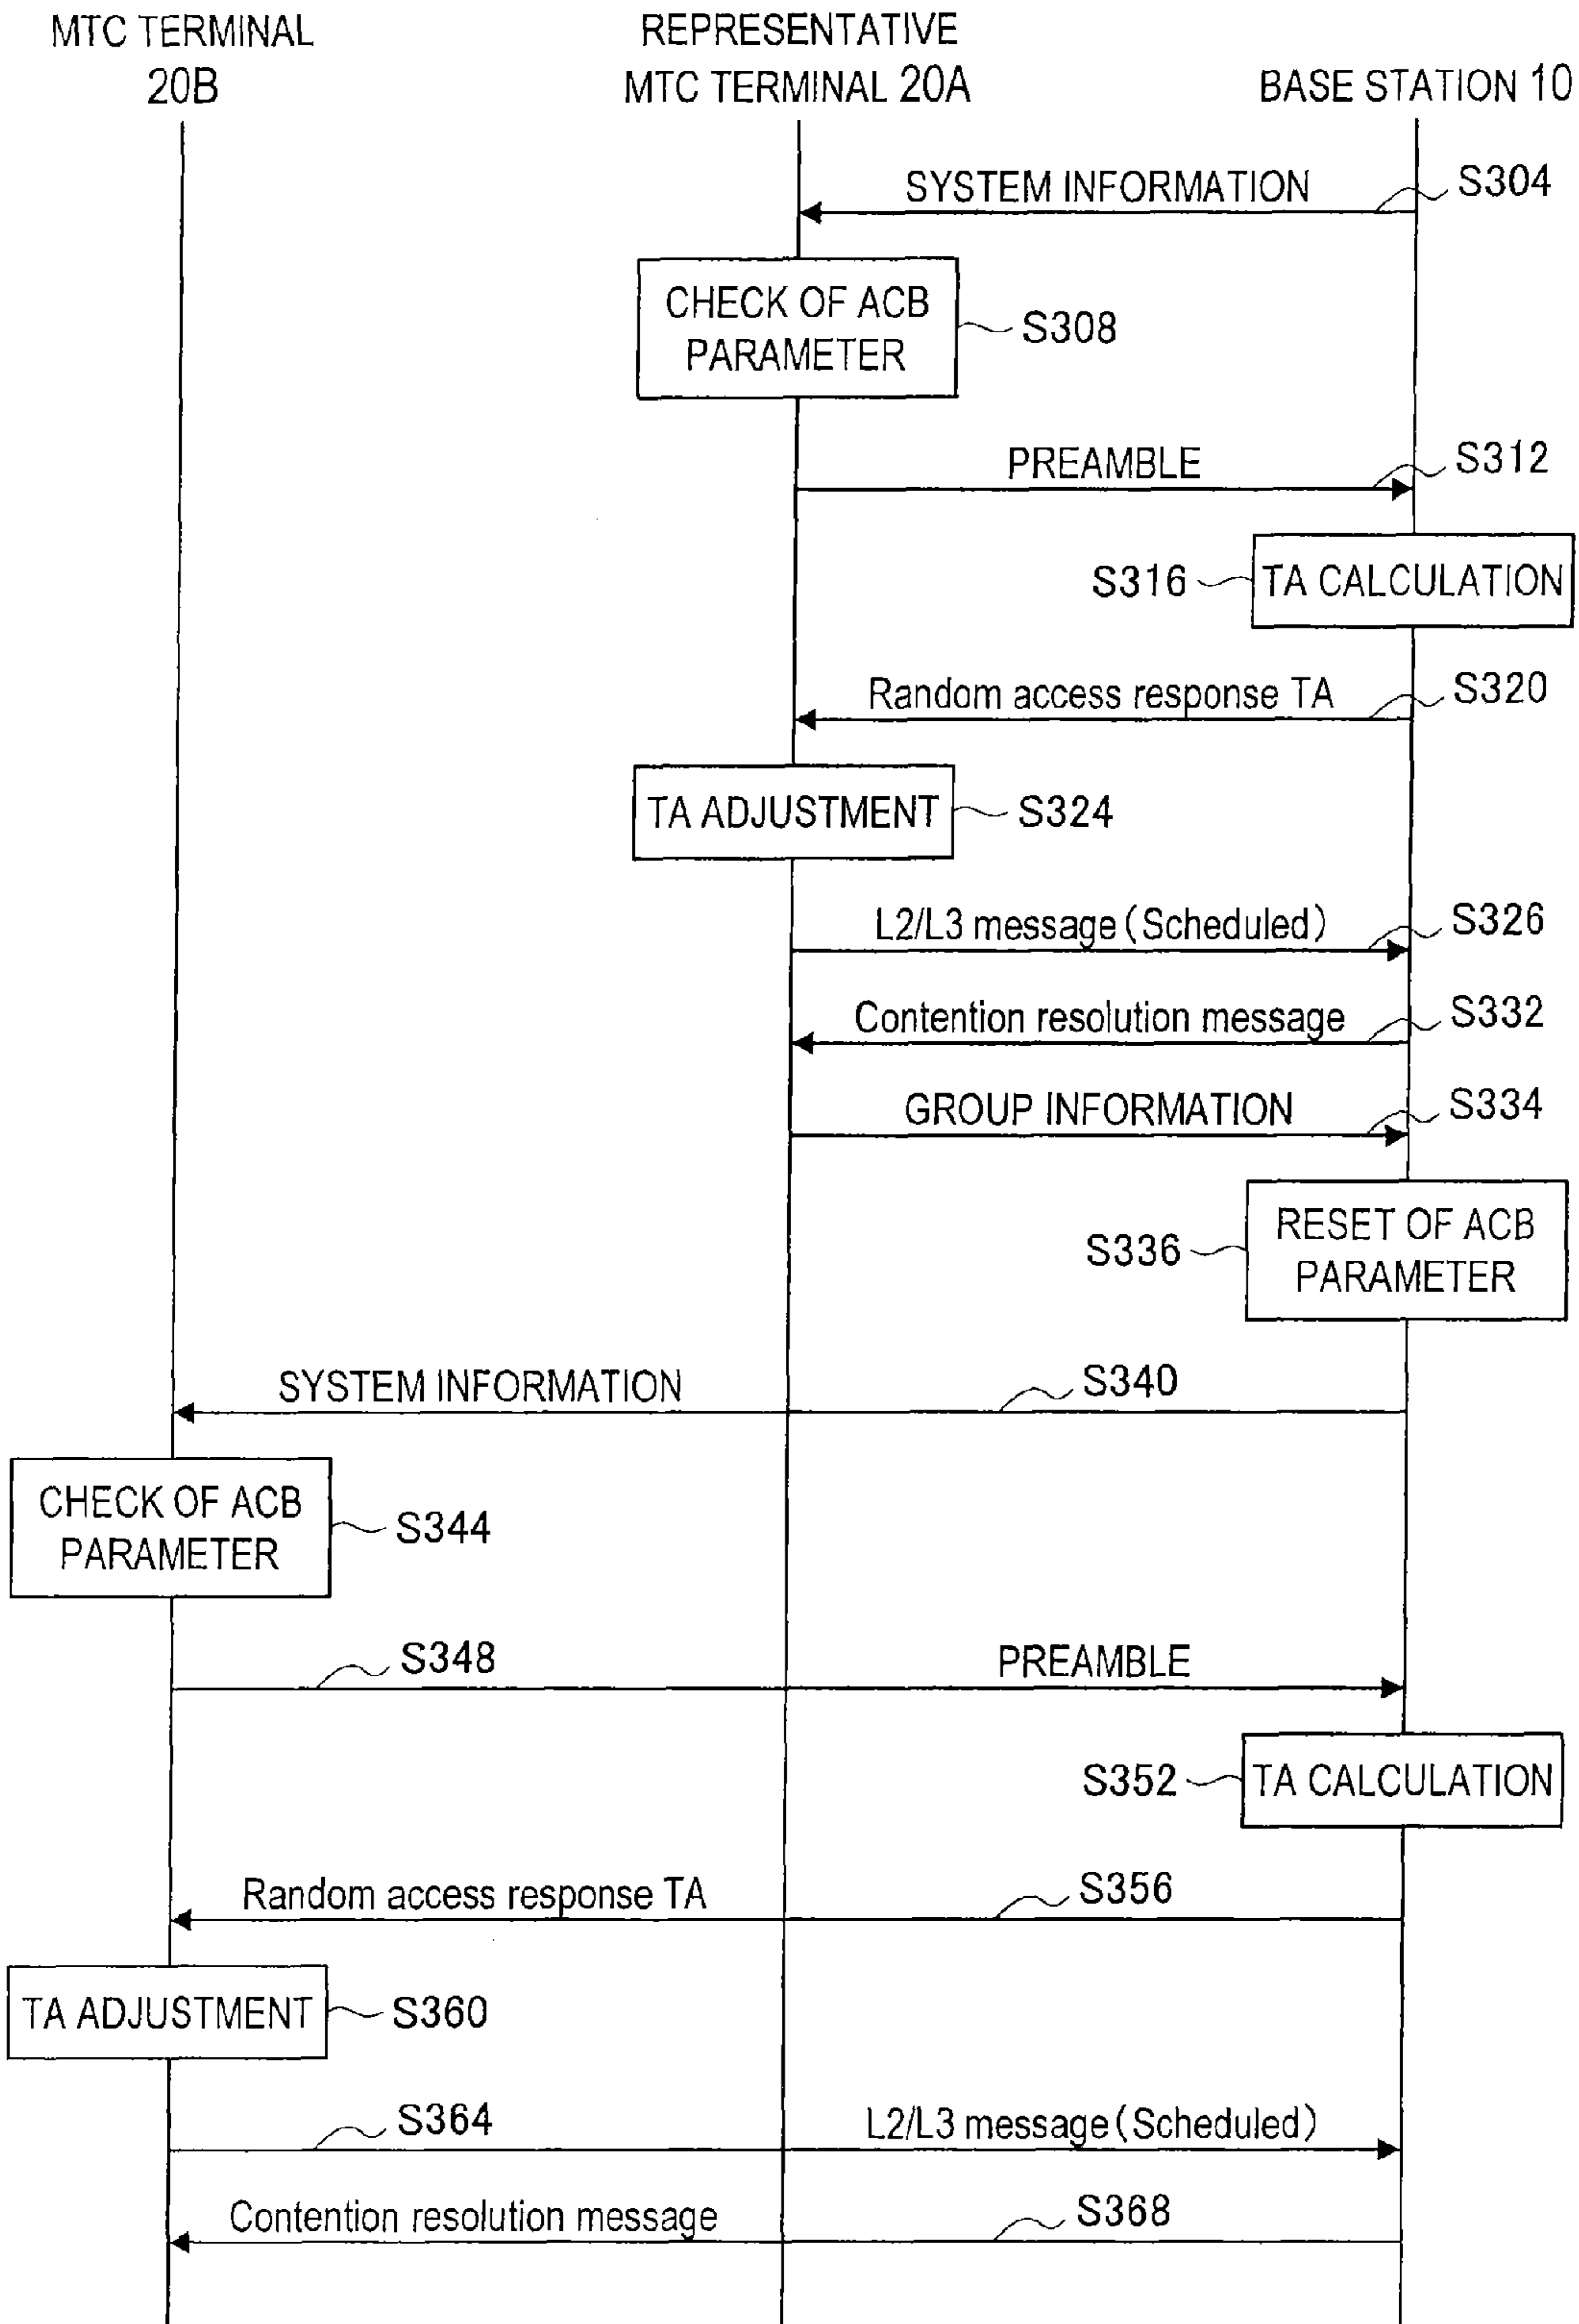 MTC TERMINAL
20B
REPRESENTATIVE
MTC TERMINAL 20A
BASE STATION 10
SYSTEM INFORMATION
S304
CHECK OF ACB
PARAMETER
S308
PREAMBLE
S312
S316
TA CALCULATION
Random access response TA
S320
TA ADJUSTMENT
S324
L2/L3 message (Scheduled)
S326
Contention resolution message
S332
GROUP INFORMATION
S334
S336
RESET OF ACB
PARAMETER
SYSTEM INFORMATION
S340
CHECK OF ACB
PARAMETER
S344
S348
PREAMBLE
S352
TA CALCULATION
Random access response TA
S356
TA ADJUSTMENT
S360
S364
L2/L3 message (Scheduled)
Contention resolution message
S368